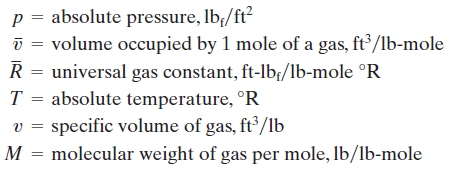 p = absolute pressure, lbf/ft²
v̅ = volume occupied by 1 mole of a gas, ft³/lb-mole
R̅ = universal gas constant, ft-lbf/lb-mole °R
T = absolute temperature, °R
v = specific volume of gas, ft³/lb
M = molecular weight of gas per mole, lb/lb-mole